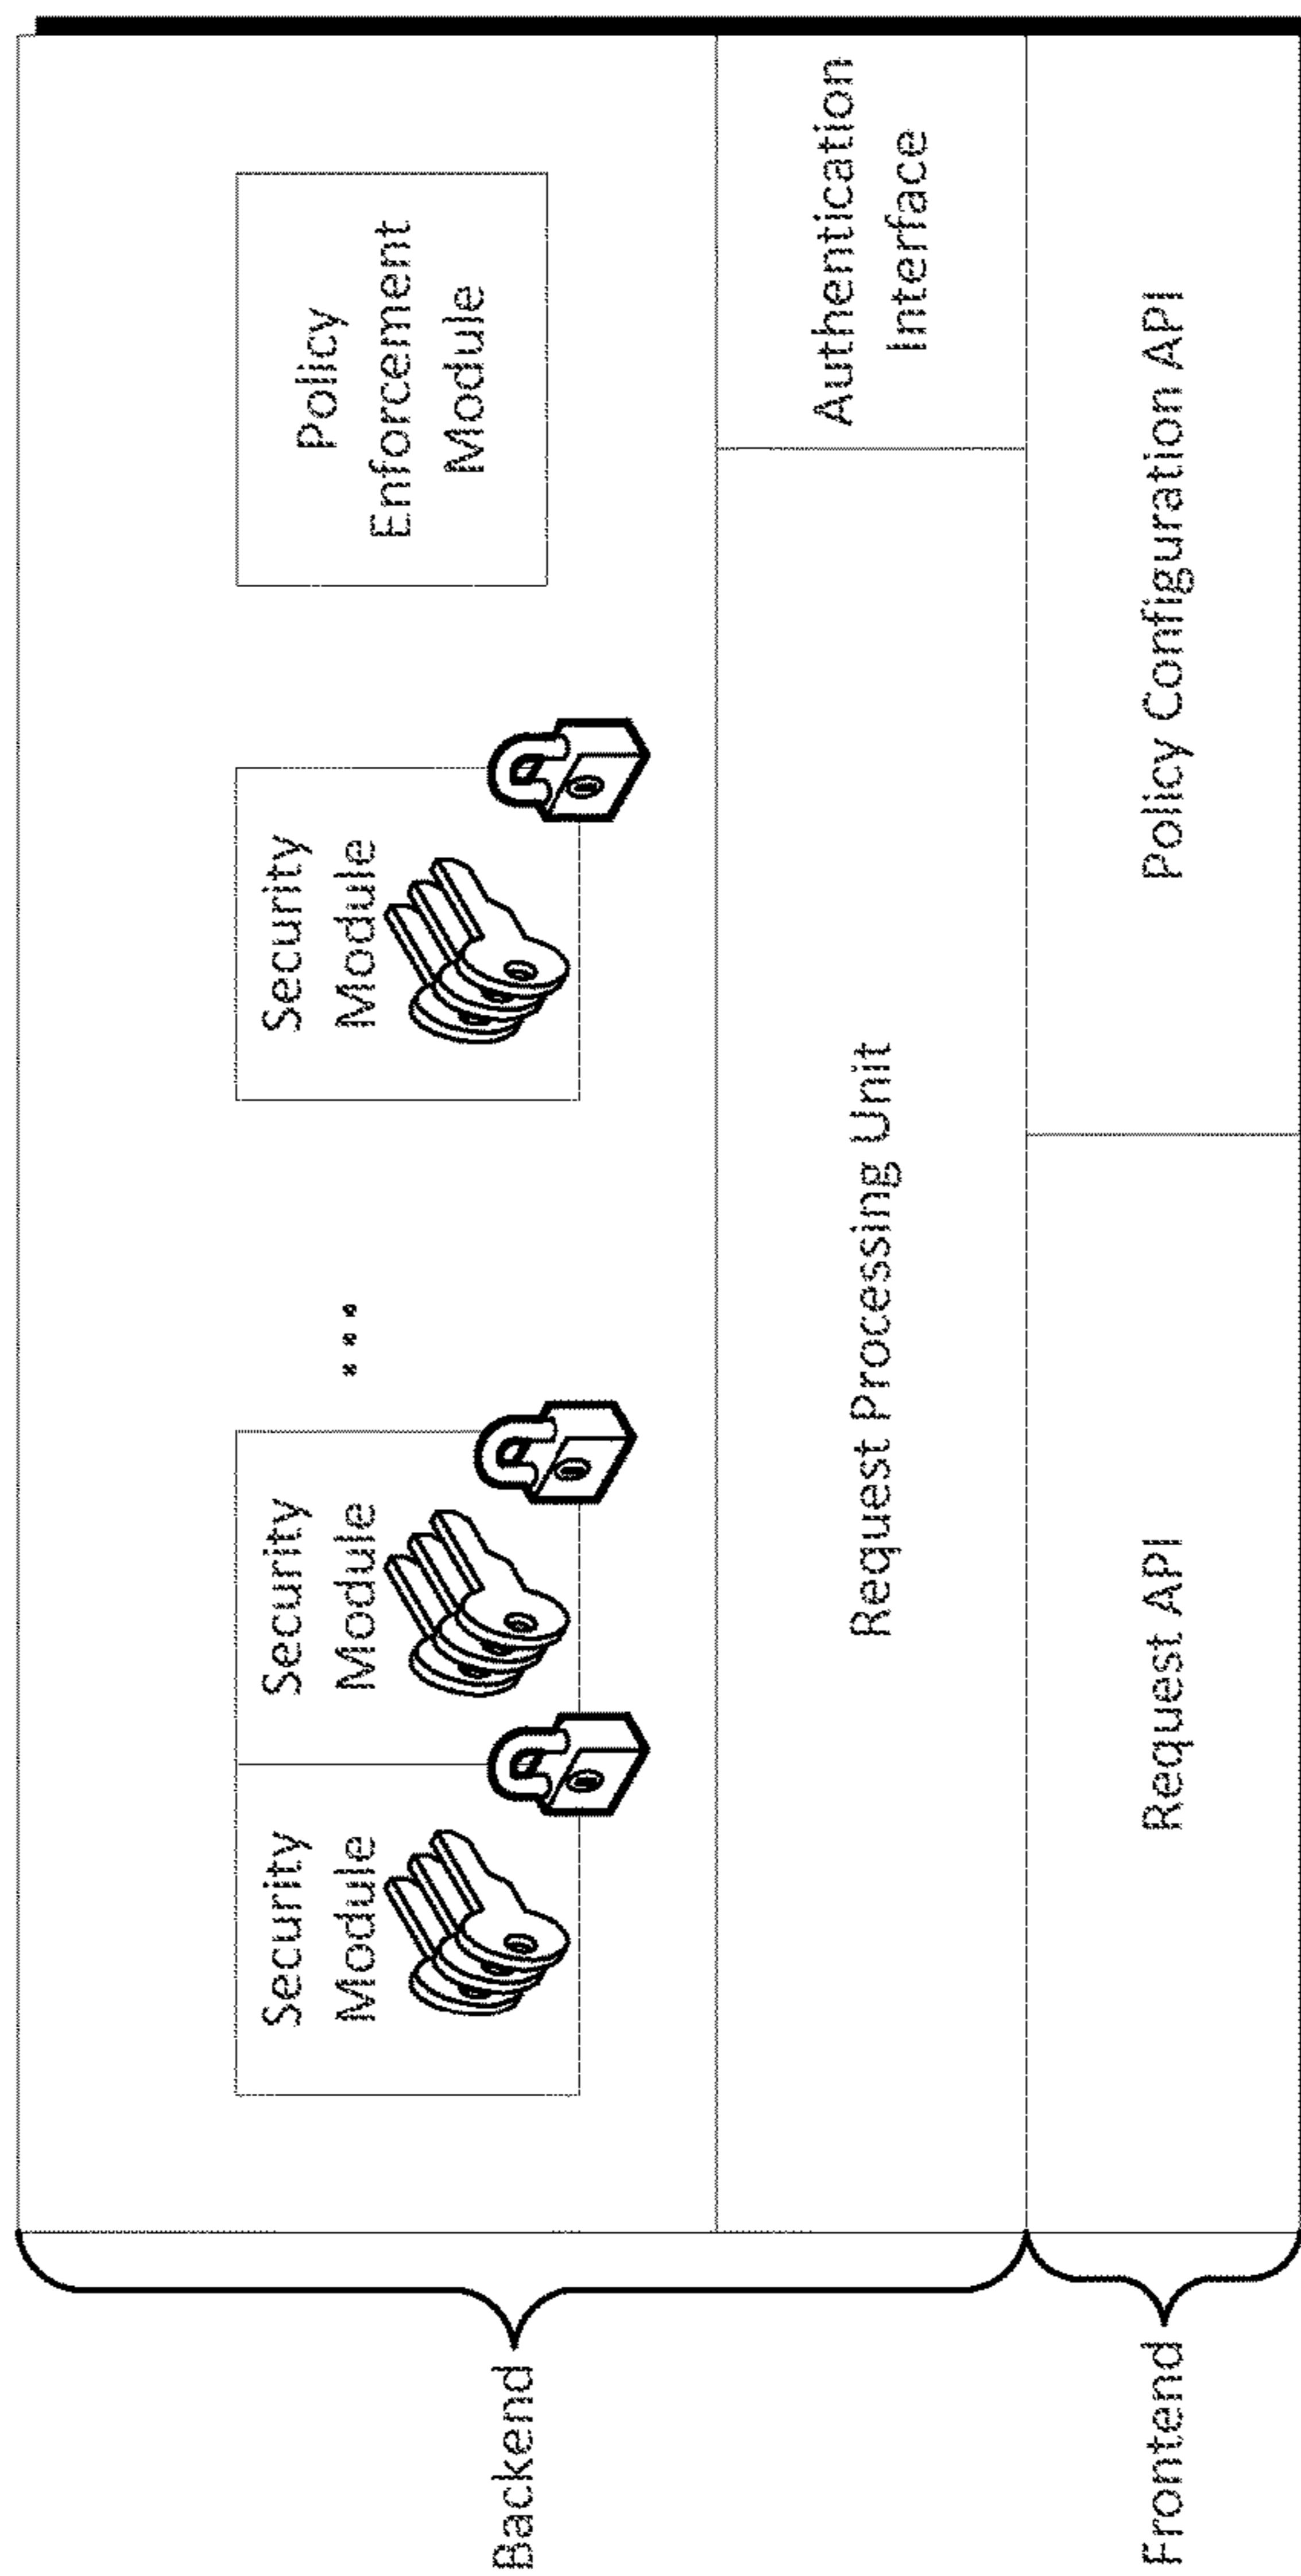 Backend
Security
Module
Security
Module
...
Security
Module
Policy
Enforcement
Module
Request Processing Unit
Authentication
Interface
Frontend
Request API
Policy Configuration API